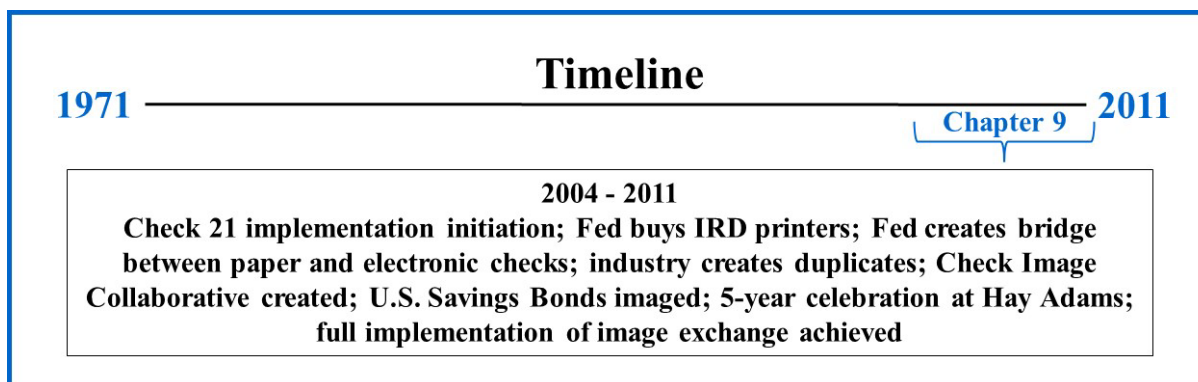 Timeline
1971
2011
Chapter 9
2004 - 2011
Check 21 implementation initiation; Fed buys IRD printers; Fed creates bridge
between paper and electronic checks; industry creates duplicates; Check Image
Collaborative created; U.S. Savings Bonds imaged; 5-year celebration at Hay Adams;
full implementation of image exchange achieved